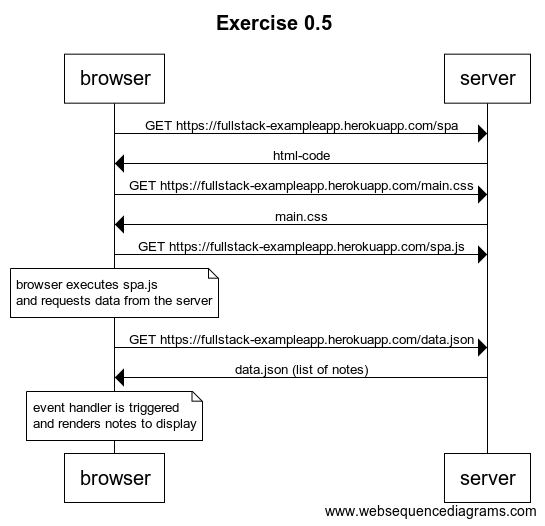 Exercise 0.5
browser
server
GET https://fullstack-exampleapp.herokuapp.com/spa
html-code
GET https://fullstack-exampleapp.herokuapp.com/main.css
main.css
GET https://fullstack-exampleapp.herokuapp.com/spa.js
browser executes spa.js
and requests data from the server
GET https://fullstack-exampleapp.herokuapp.com/data.json
data.json (list of notes)
event handler is triggered
and renders notes to display
browser
server
www.websequencediagrams.com